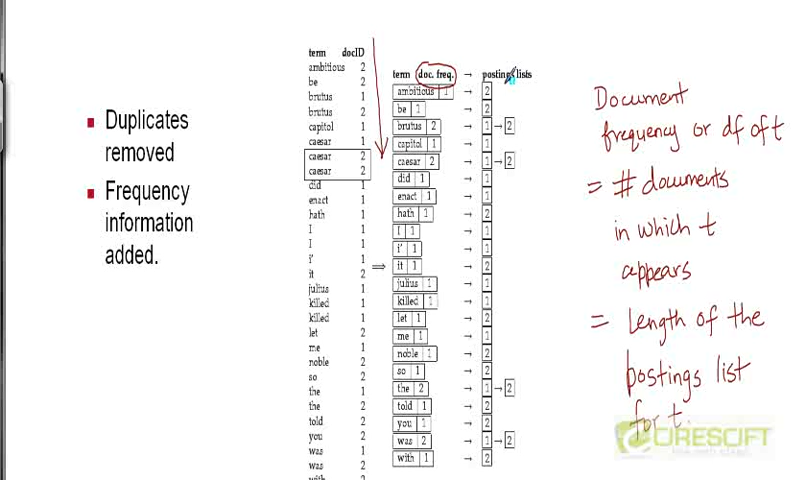 Duplicates
removed
Frequency
information
added.
term docID
ambitious 2
be 2
brutus 1
brutus 2
capitol 1
caesar 1
caesar 2
caesar 2
did 1
enact 1
hath 1
I 1
I 1
i' 1
it 2
julius 1
killed 1
killed 1
let 2
me 1
noble 2
so 2
the 1
the 2
told 2
you 2
was 1
was 2
with 2
⇒
term doc. freq. → postings lists
ambitious 1 → 2
be 1 → 2
brutus 2 → 1 → 2
capitol 1 → 1
caesar 2 → 1 → 2
did 1 → 1
enact 1 → 1
hath 1 → 2
I 1 → 1
i' 1 → 1
it 1 → 2
julius 1 → 1
killed 1 → 1
let 1 → 2
me 1 → 1
noble 1 → 2
so 1 → 2
the 2 → 1 → 2
told 1 → 2
you 1 → 2
was 2 → 1 → 2
with 1 → 2
Document
frequency or df of t
= # documents
in which t
appears
= length of the
postings list
for t.